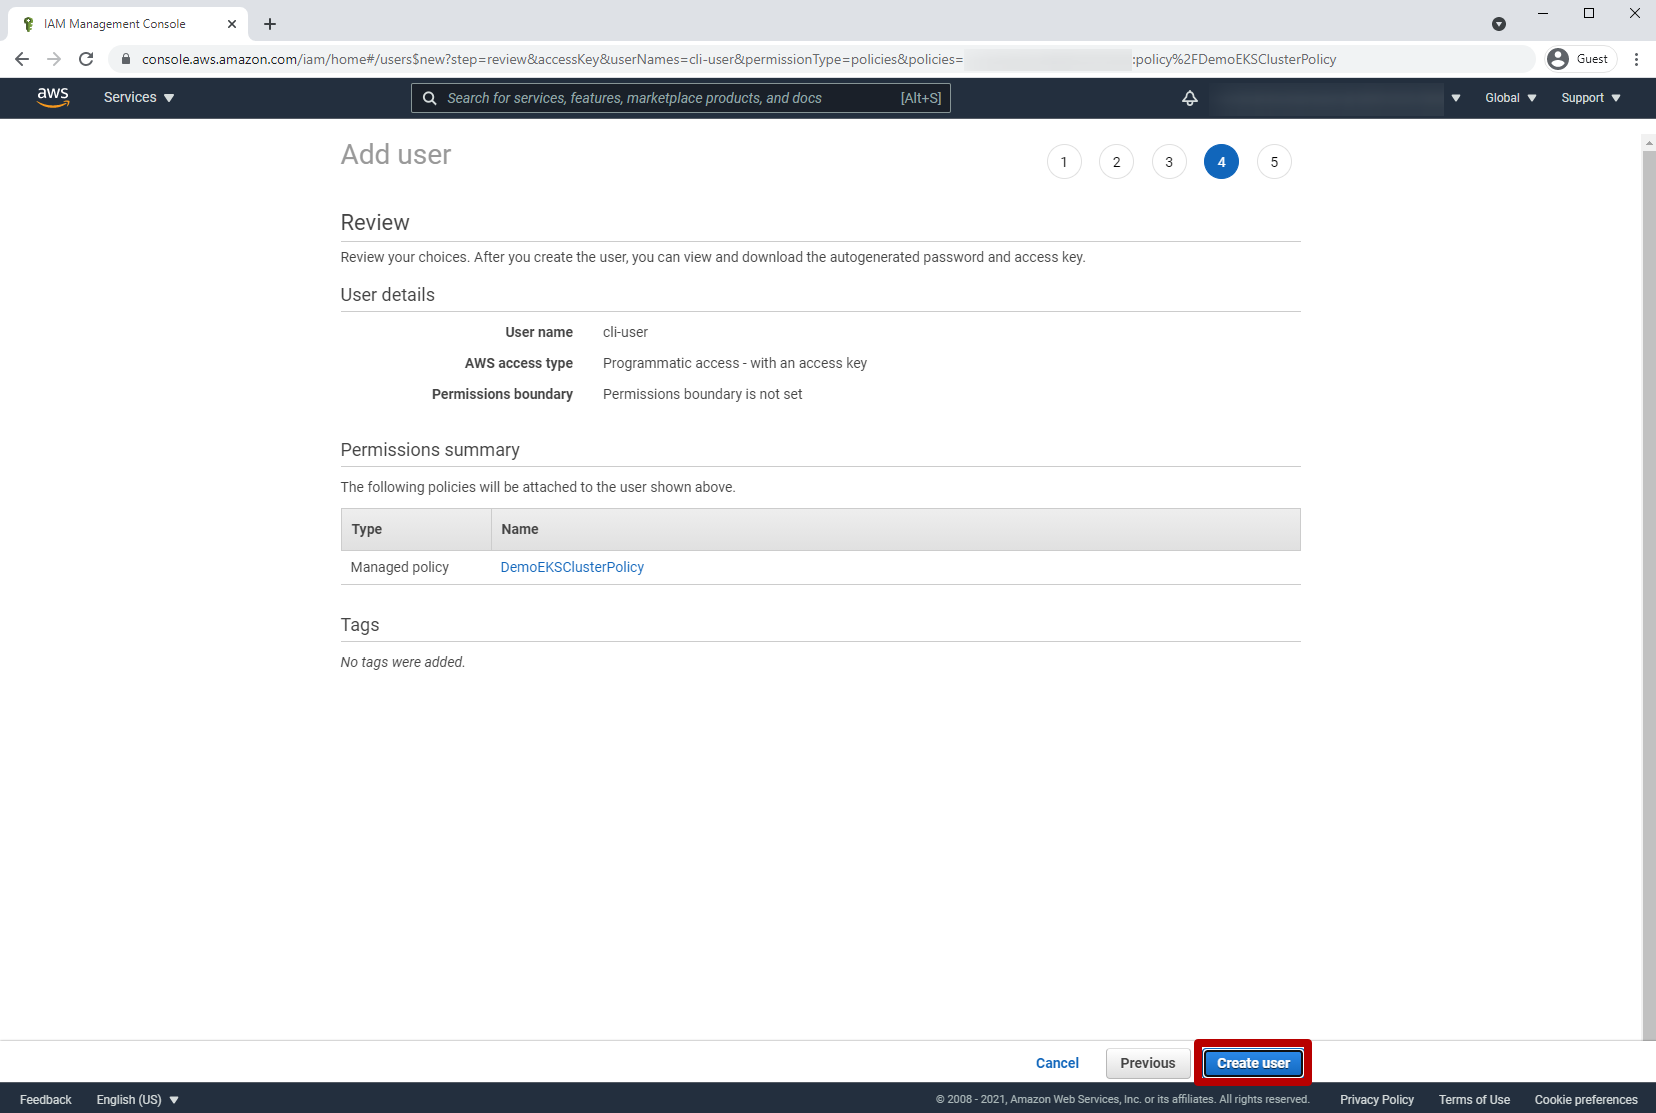 IAM Management Console
console.aws.amazon.com/iam/home#/users$new?step=review&accessKey&userNames=cli-user&permissionType=policies&policies= :policy%2FDemoEKSClusterPolicy
Guest
aws
Services
Search for services, features, marketplace products, and docs [Alt+S]
Global
Support
Add user
1 2 3 4 5
Review
Review your choices. After you create the user, you can view and download the autogenerated password and access key.
User details
User name cli-user
AWS access type Programmatic access - with an access key
Permissions boundary Permissions boundary is not set
Permissions summary
The following policies will be attached to the user shown above.
Type Name
Managed policy DemoEKSClusterPolicy
Tags
No tags were added.
Cancel Previous Create user
Feedback English (US) © 2008 - 2021, Amazon Web Services, Inc. or its affiliates. All rights reserved. Privacy Policy Terms of Use Cookie preferences